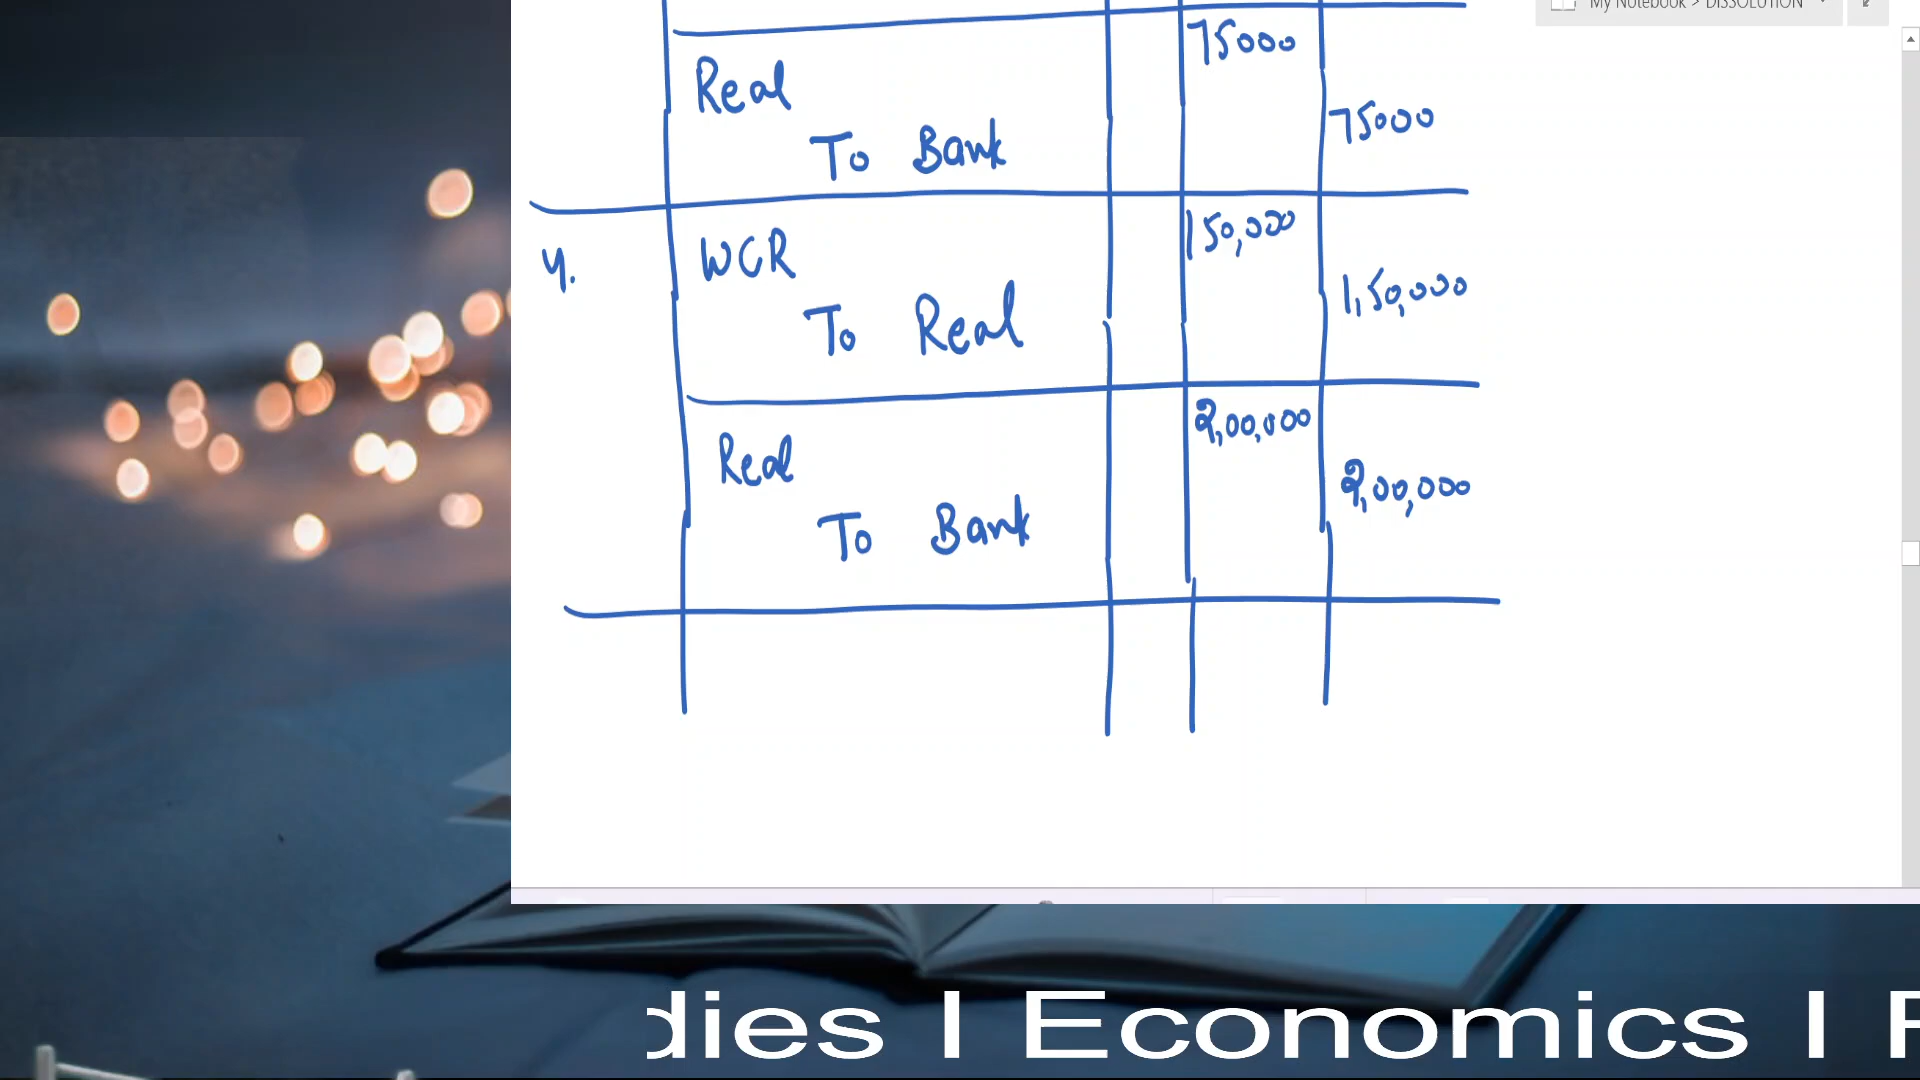 My Notebook > DISSOLUTION
75000
Real
75000
To Bank
4. WCR 150,000
To Real 1,50,000
Real 2,00,000
To Bank 2,00,000
dies I Economics I